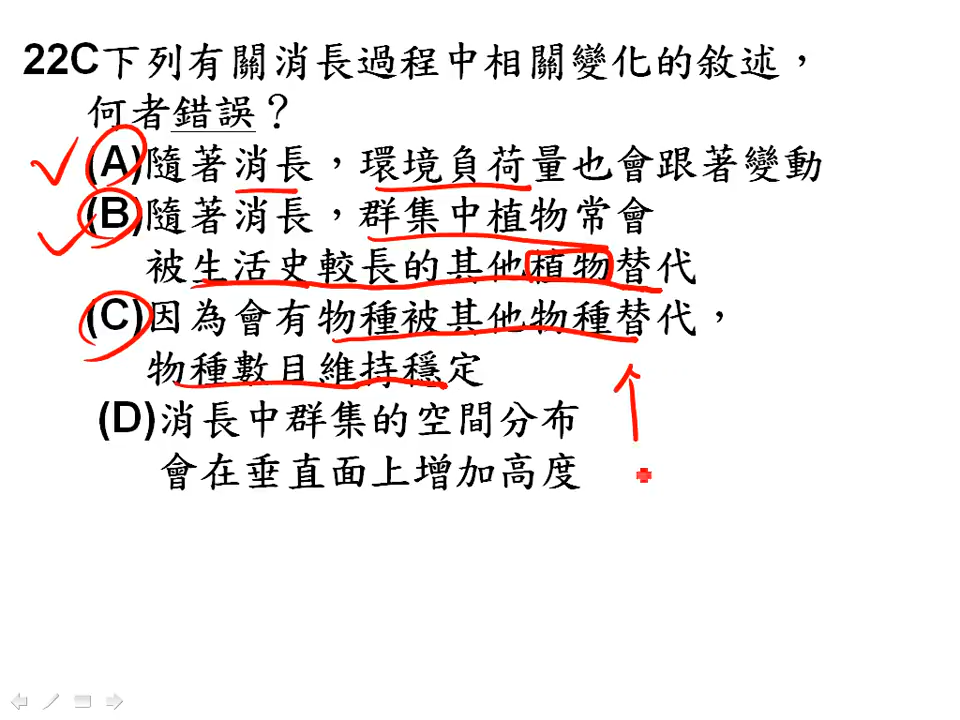 22C下列有關消長過程中相關變化的敘述，
何者錯誤？
(A)隨著消長，環境負荷量也會跟著變動
(B)隨著消長，群集中植物常會
被生活史較長的其他植物替代
(C)因為會有物種被其他物種替代，
物種數目維持穩定
(D)消長中群集的空間分布
會在垂直面上增加高度